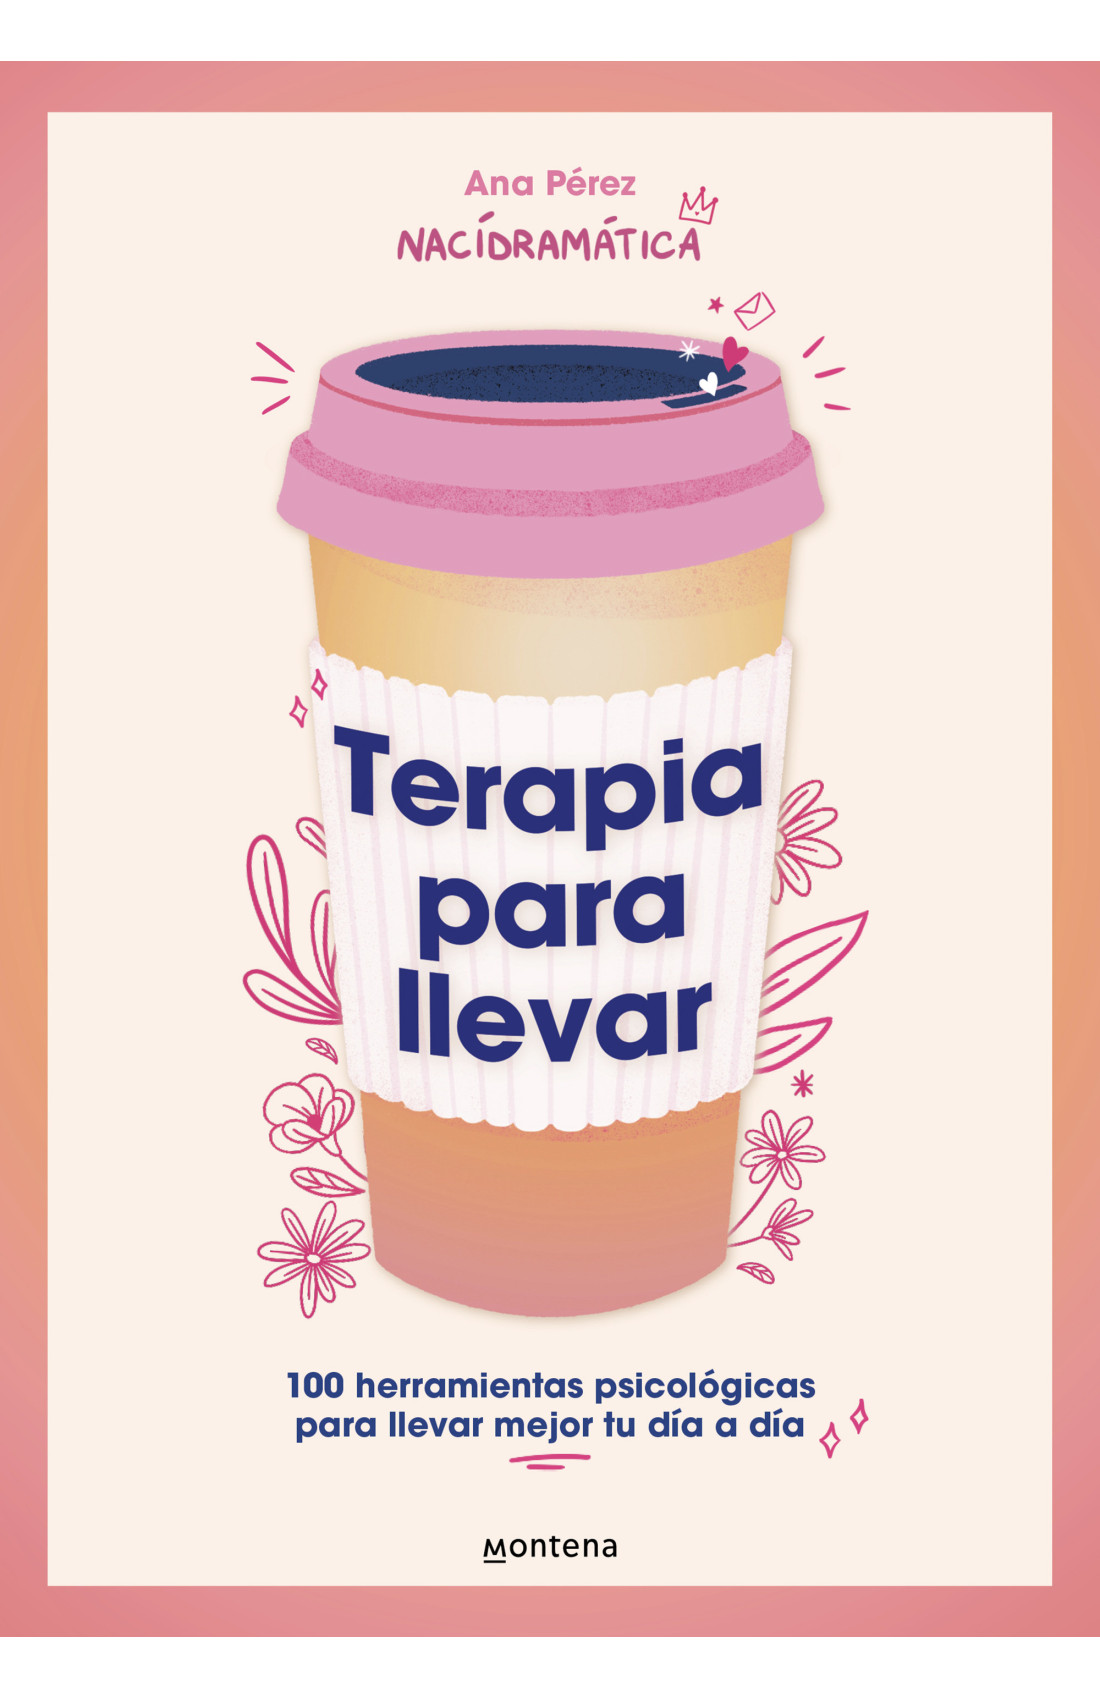 Ana Pérez
NACÍDRAMÁTICA
Terapia
para
llevar
100 herramientas psicológicas
para llevar mejor tu día a día
Montena